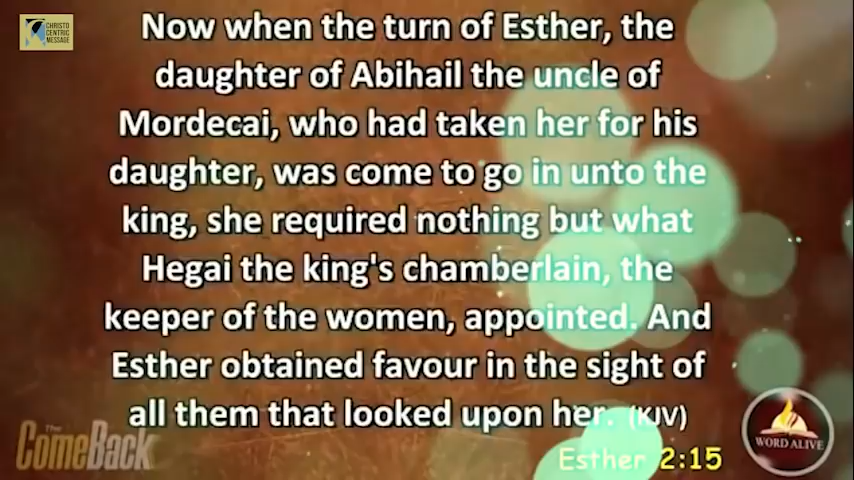 CHRISTO
CENTRIC
MESSAGE
Now when the turn of Esther, the
daughter of Abihail the uncle of
Mordecai, who had taken her for his
daughter, was come to go in unto the
king, she required nothing but what
Hegai the king's chamberlain, the
keeper of the women, appointed. And
Esther obtained favour in the sight of
all them that looked upon her. (KJV)
Esther 2:15
The
ComeBack
WORD ALIVE